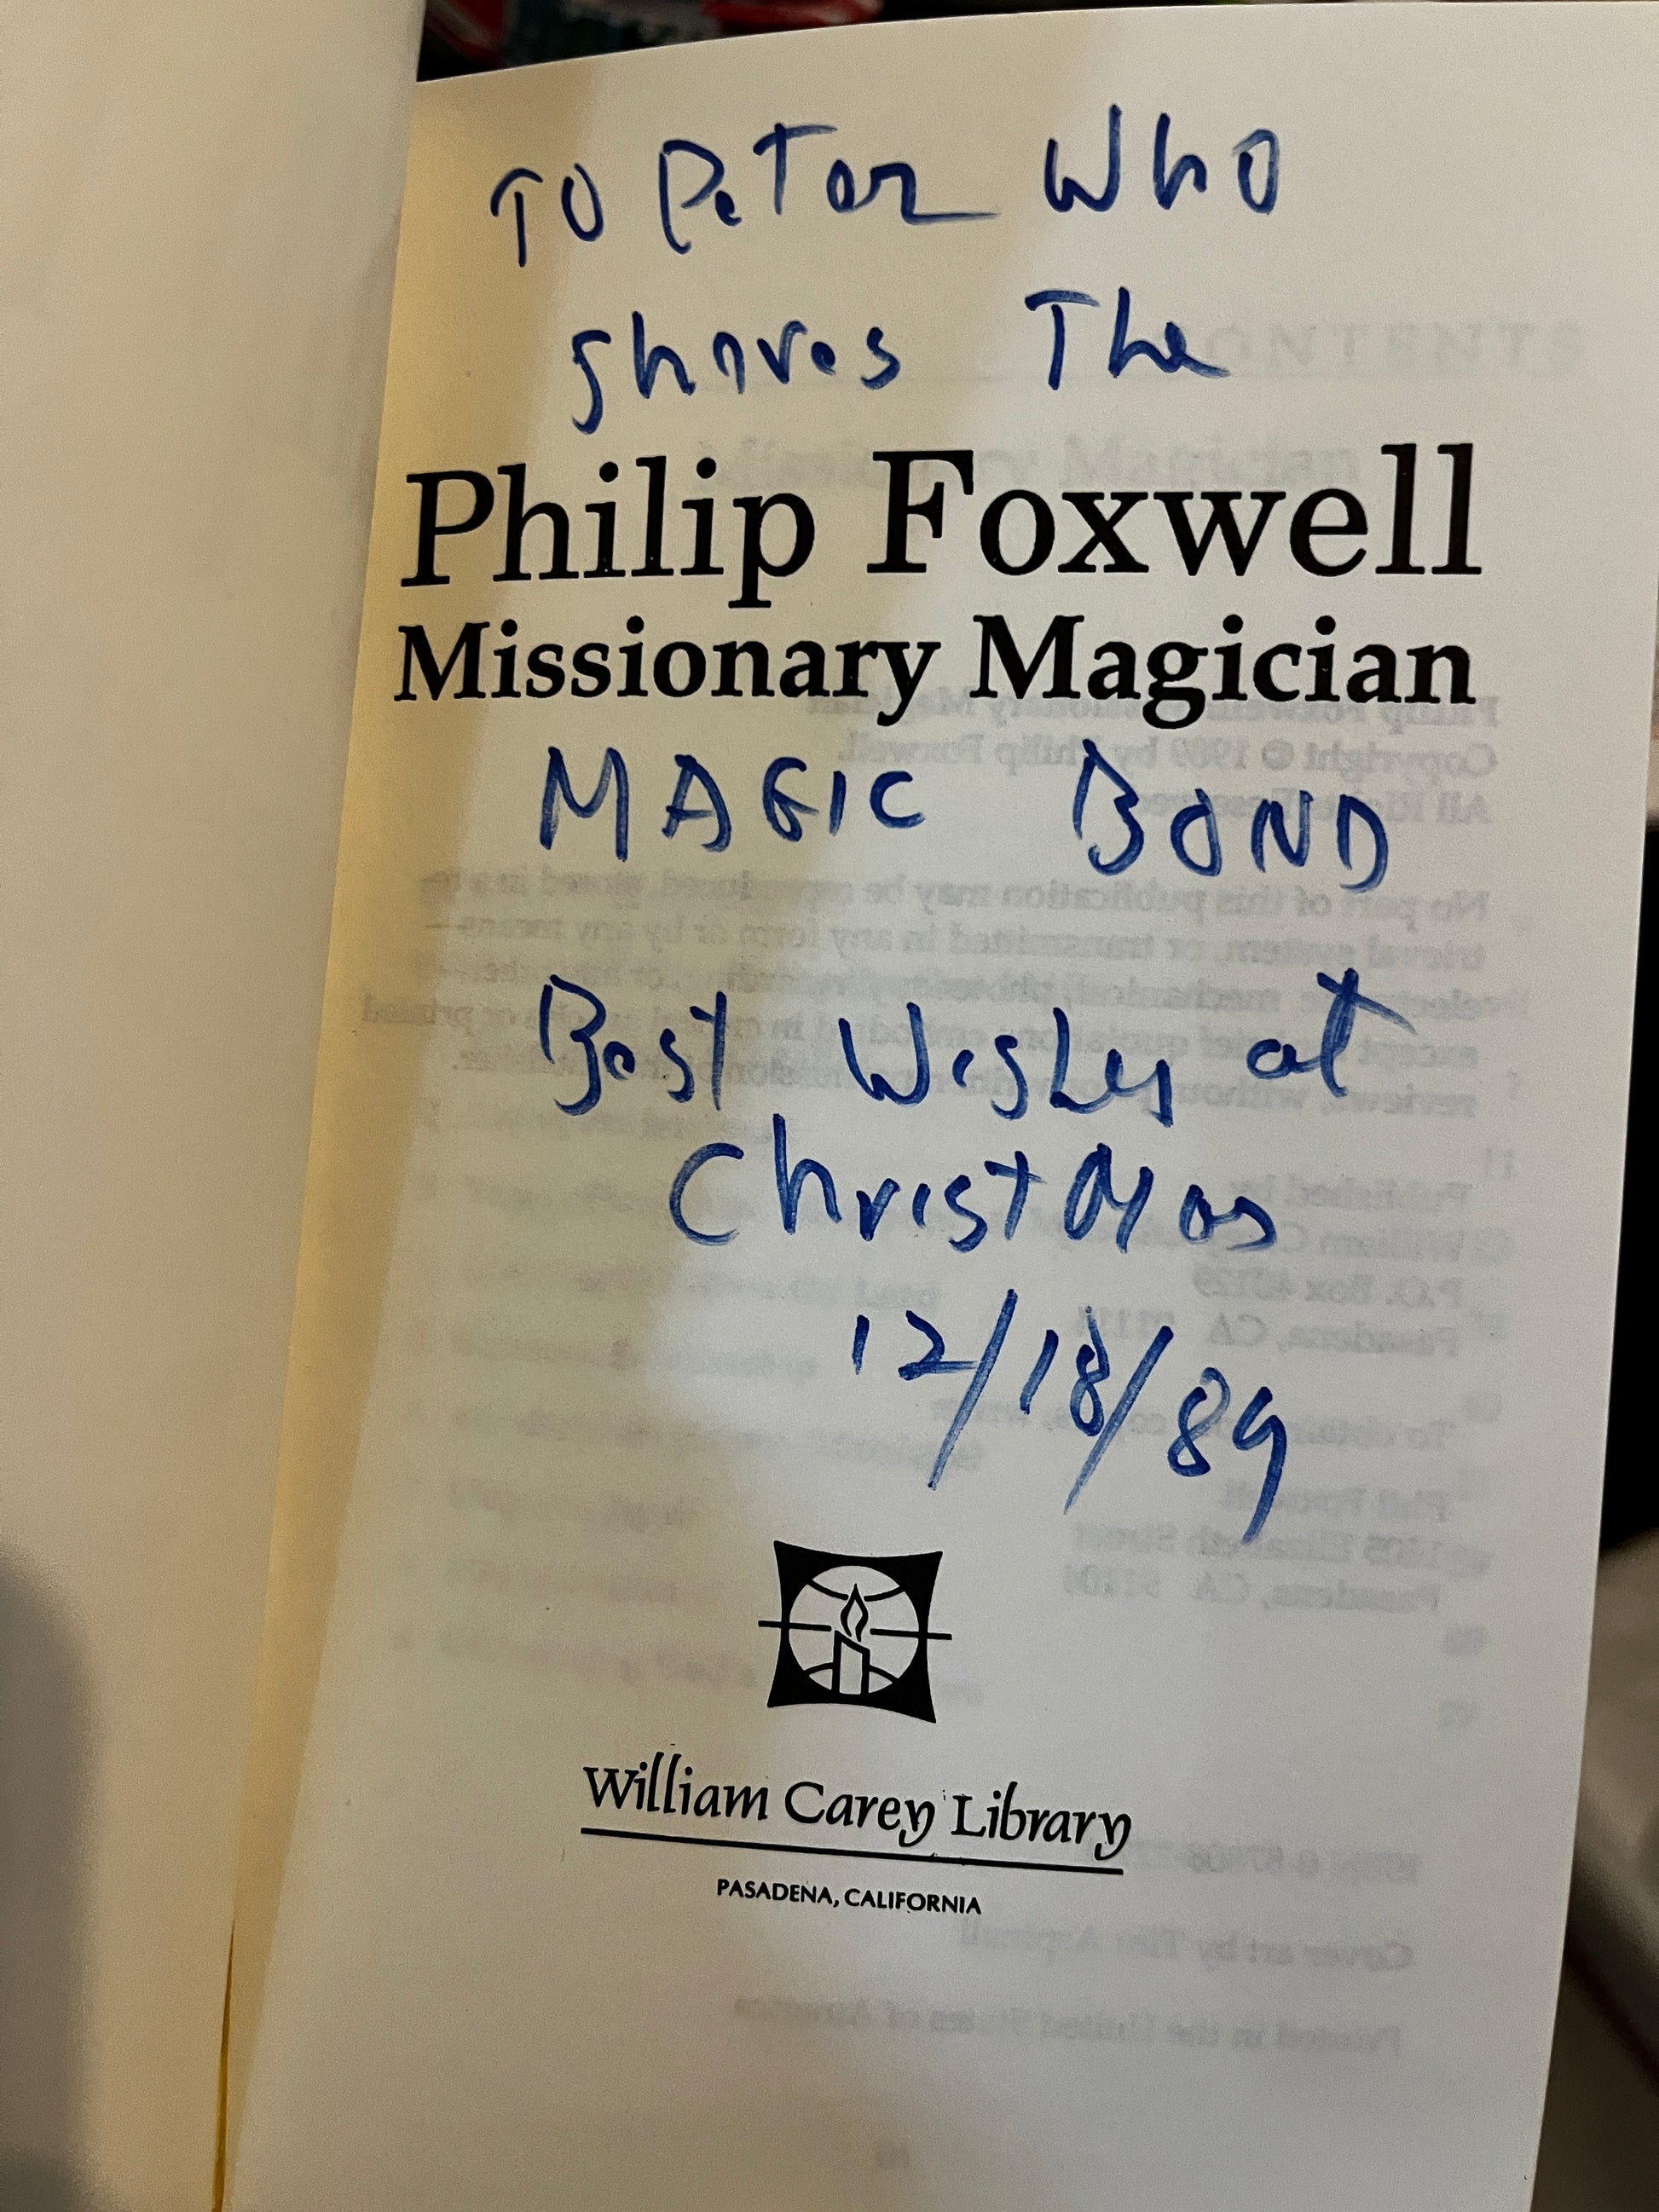 TO Peter Who
shares The
Philip Foxwell
Missionary Magician
MAGIC BOND
Best Wishes at
Christmas
12/18/89
William Carey Library
PASADENA, CALIFORNIA